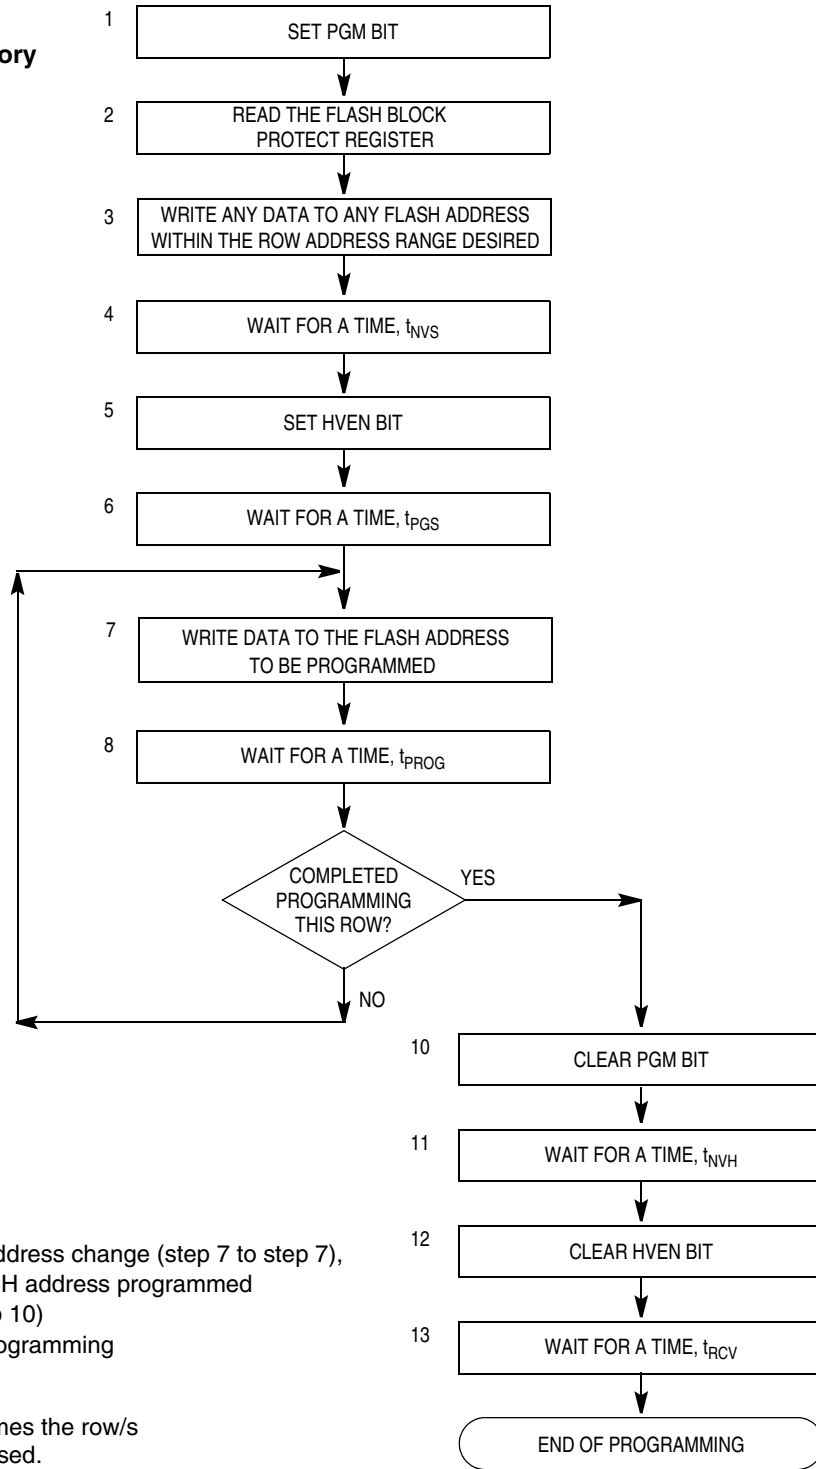 1
SET PGM BIT
ory
2
READ THE FLASH BLOCK
PROTECT REGISTER
3
WRITE ANY DATA TO ANY FLASH ADDRESS
WITHIN THE ROW ADDRESS RANGE DESIRED
4
WAIT FOR A TIME, tNVS
5
SET HVEN BIT
6
WAIT FOR A TIME, tPGS
7
WRITE DATA TO THE FLASH ADDRESS
TO BE PROGRAMMED
8
WAIT FOR A TIME, tPROG
COMPLETED
PROGRAMMING
THIS ROW?
YES
NO
10
CLEAR PGM BIT
11
WAIT FOR A TIME, tNVH
12
CLEAR HVEN BIT
13
WAIT FOR A TIME, tRCV
END OF PROGRAMMING
ddress change (step 7 to step 7),
H address programmed
10)
ogramming
mes the row/s
sed.